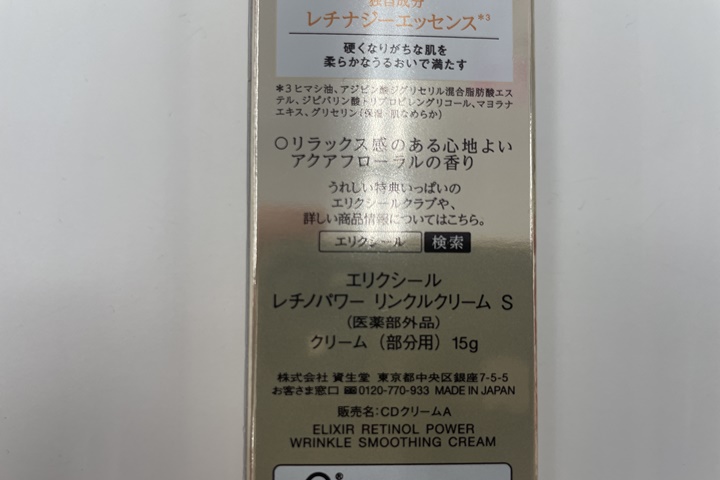 独自成分
レチナジーエッセンス*3
硬くなりがちな肌を
柔らかなうるおいで満たす
*3ヒマシ油、アジピン酸ジグリセリル混合脂肪酸エス
テル、ジピバリン酸トリプロピレングリコール、マヨラナ
エキス、グリセリン(保湿・肌なめらか)
○リラックス感のある心地よい
アクアフローラルの香り
うれしい特典いっぱいの
エリクシールクラブや、
詳しい商品情報についてはこちら。
エリクシール 検索
エリクシール
レチノパワー リンクルクリーム S
(医薬部外品)
クリーム(部分用)15g
株式会社 資生堂 東京都中央区銀座7-5-5
お客さま窓口 0120-770-933 MADE IN JAPAN
販売名:CDクリームA
ELIXIR RETINOL POWER
WRINKLE SMOOTHING CREAM